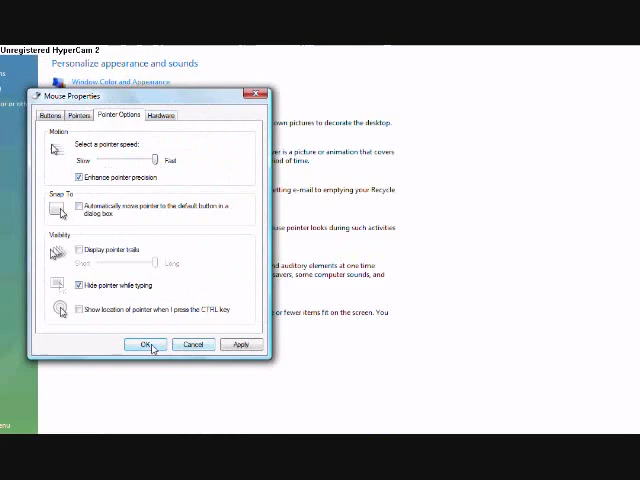 Unregistered HyperCam 2
Personalize appearance and sounds
Window Color and Appearance
Mouse Properties
Buttons Pointers Pointer Options Hardware
own pictures to decorate the desktop.
Motion
Select a pointer speed:
Slow Fast
er is a picture or animation that covers
od of time.
Enhance pointer precision
Snap To
etting e-mail to emptying your Recycle
Automatically move pointer to the default button in a
dialog box
Visibility
use pointer looks during such activities
Display pointer trails
Short Long
and auditory elements at one time
savers, some computer sounds, and
Hide pointer while typing
Show location of pointer when I press the CTRL key
e or fewer items fit on the screen. You
OK Cancel Apply
enu